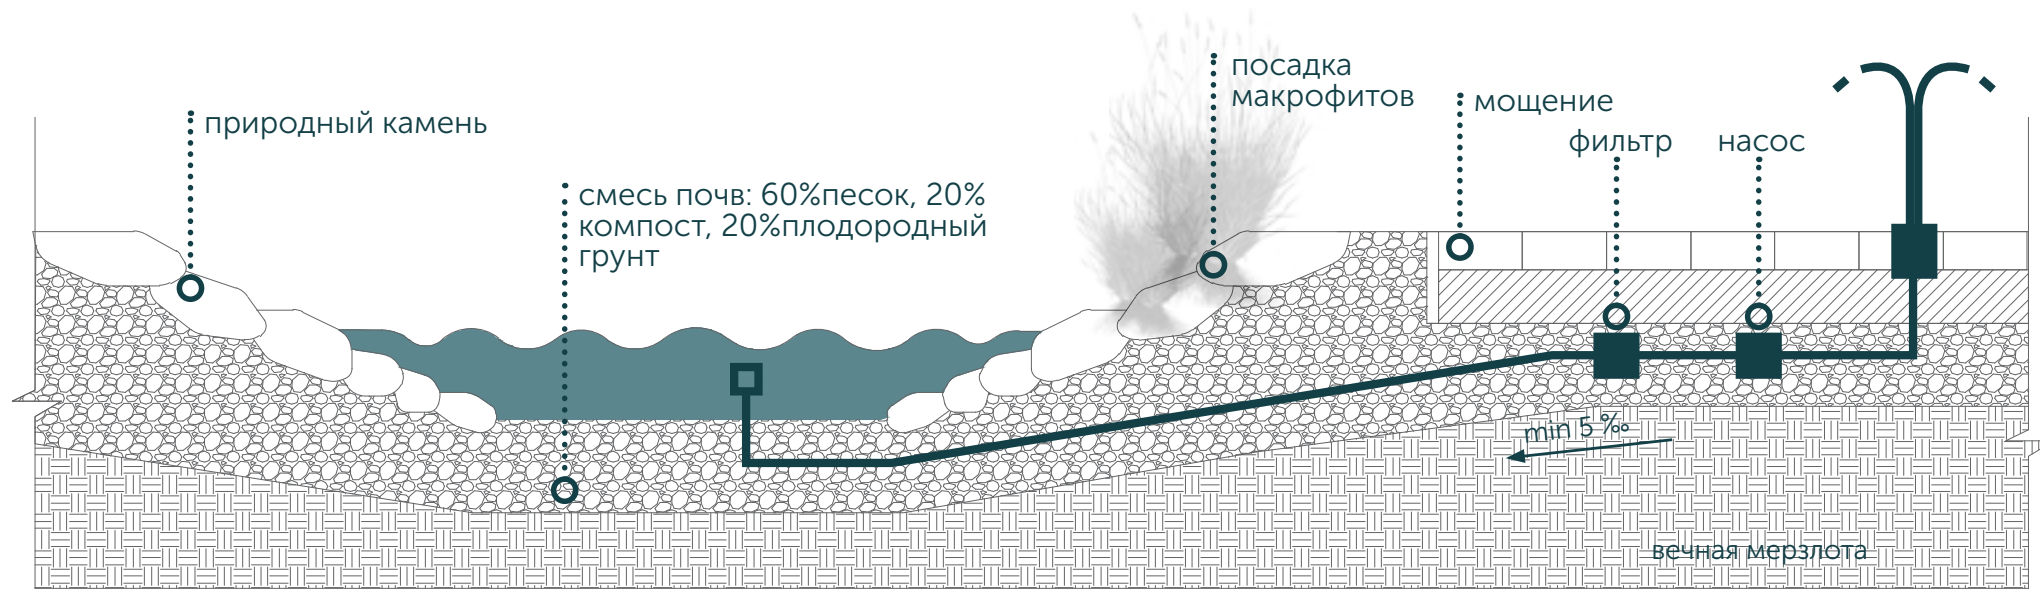 природный камень
смесь почв: 60%песок, 20%
компост, 20%плодородный
грунт
посадка
макрофитов
мощение
фильтр
насос
min 5 ‰
вечная мерзлота